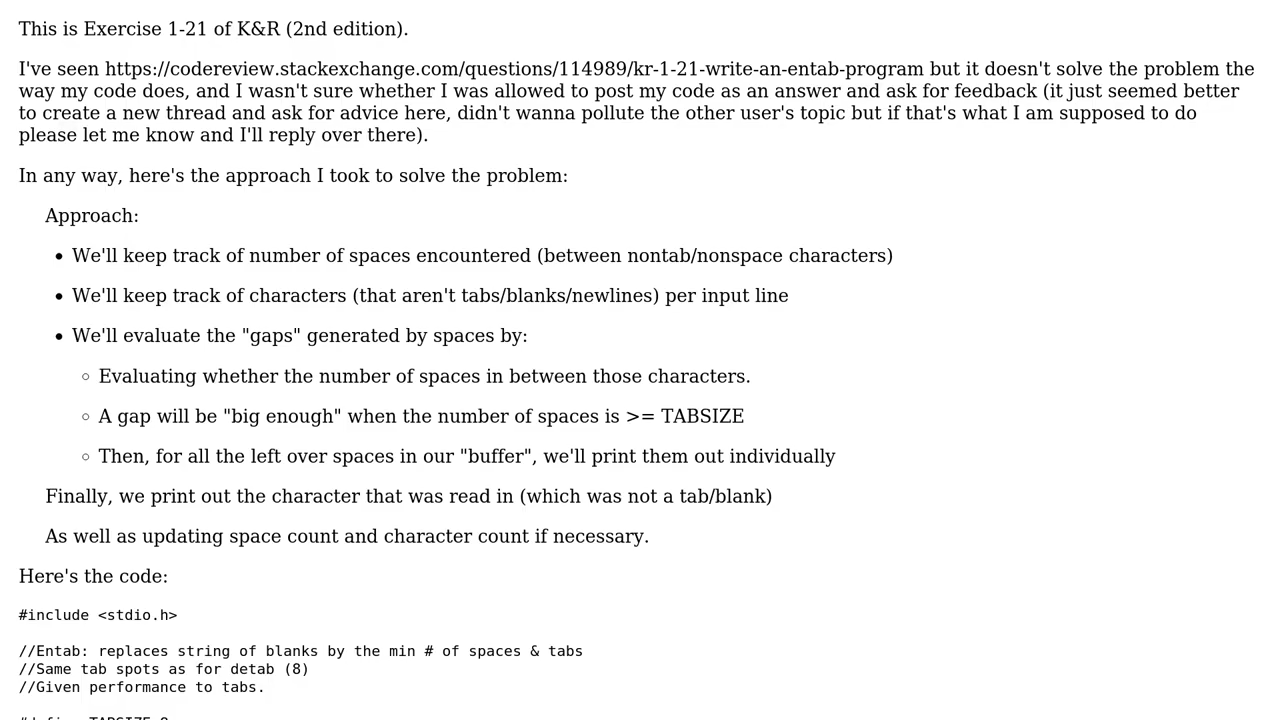 This is Exercise 1-21 of K&R (2nd edition).
I've seen https://codereview.stackexchange.com/questions/114989/kr-1-21-write-an-entab-program but it doesn't solve the problem the
way my code does, and I wasn't sure whether I was allowed to post my code as an answer and ask for feedback (it just seemed better
to create a new thread and ask for advice here, didn't wanna pollute the other user's topic but if that's what I am supposed to do
please let me know and I'll reply over there).
In any way, here's the approach I took to solve the problem:
Approach:
• We'll keep track of number of spaces encountered (between nontab/nonspace characters)
• We'll keep track of characters (that aren't tabs/blanks/newlines) per input line
• We'll evaluate the "gaps" generated by spaces by:
◦ Evaluating whether the number of spaces in between those characters.
◦ A gap will be "big enough" when the number of spaces is >= TABSIZE
◦ Then, for all the left over spaces in our "buffer", we'll print them out individually
Finally, we print out the character that was read in (which was not a tab/blank)
As well as updating space count and character count if necessary.
Here's the code:
#include <stdio.h>
//Entab: replaces string of blanks by the min # of spaces & tabs
//Same tab spots as for detab (8)
//Given performance to tabs.